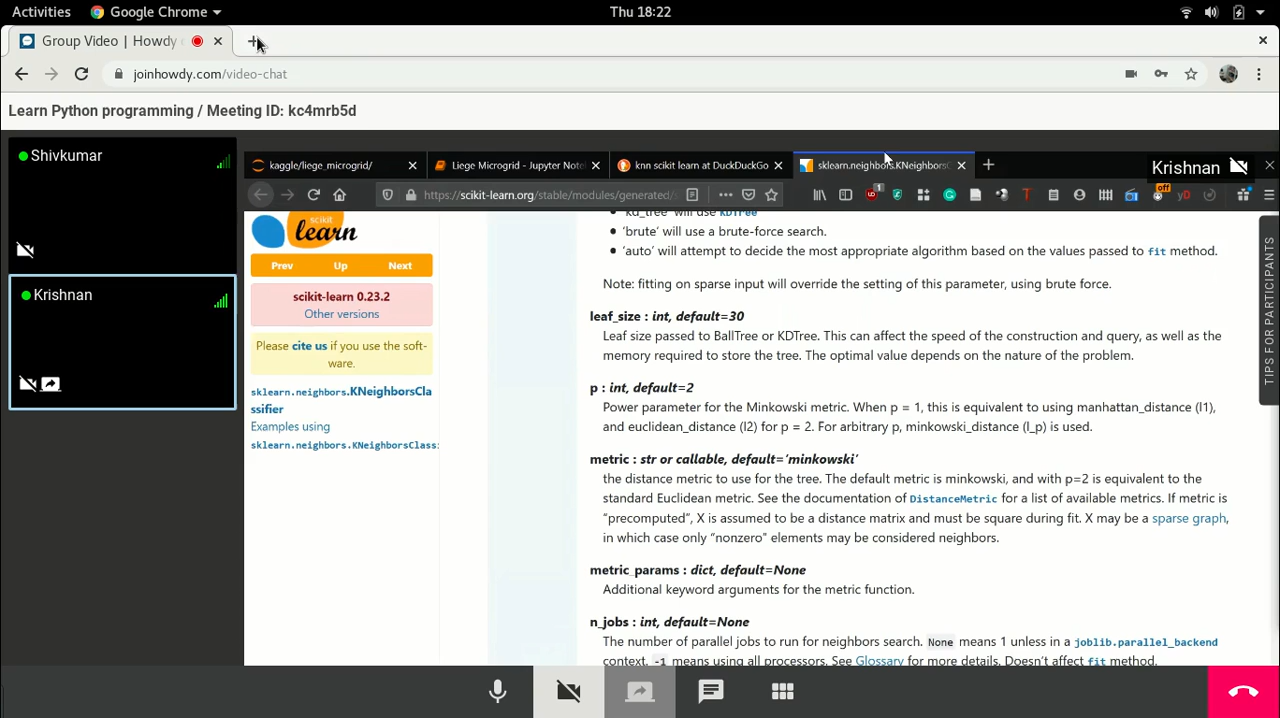 Activities Google Chrome Thu 18:22
Group Video | Howdy
joinhowdy.com/video-chat
Learn Python programming / Meeting ID: kc4mrb5d
Shivkumar
Krishnan
kaggle/liege_microgrid/
Liege Microgrid - Jupyter Note
knn scikit learn at DuckDuckGo
sklearn.neighbors.KNeighborsC
Krishnan
https://scikit-learn.org/stable/modules/generated/
1
off
yD
scikit
learn
Prev Up Next
scikit-learn 0.23.2
Other versions
Please cite us if you use the soft-
ware.
sklearn.neighbors.KNeighborsCla
ssifier
Examples using
sklearn.neighbors.KNeighborsClass
'kd_tree' will use KDTree
'brute' will use a brute-force search.
'auto' will attempt to decide the most appropriate algorithm based on the values passed to fit method.
Note: fitting on sparse input will override the setting of this parameter, using brute force.
leaf_size : int, default=30
Leaf size passed to BallTree or KDTree. This can affect the speed of the construction and query, as well as the
memory required to store the tree. The optimal value depends on the nature of the problem.
p : int, default=2
Power parameter for the Minkowski metric. When p = 1, this is equivalent to using manhattan_distance (l1),
and euclidean_distance (l2) for p = 2. For arbitrary p, minkowski_distance (l_p) is used.
metric : str or callable, default='minkowski'
the distance metric to use for the tree. The default metric is minkowski, and with p=2 is equivalent to the
standard Euclidean metric. See the documentation of DistanceMetric for a list of available metrics. If metric is
"precomputed", X is assumed to be a distance matrix and must be square during fit. X may be a sparse graph,
in which case only "nonzero" elements may be considered neighbors.
metric_params : dict, default=None
Additional keyword arguments for the metric function.
n_jobs : int, default=None
The number of parallel jobs to run for neighbors search. None means 1 unless in a joblib.parallel_backend
context. -1 means using all processors. See Glossary for more details. Doesn't affect fit method.
TIPS FOR PARTICIPANTS